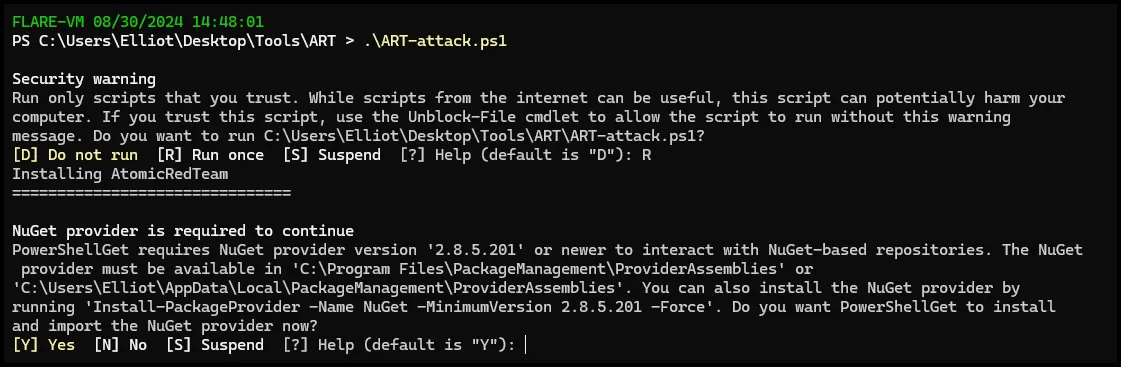 FLARE-VM 08/30/2024 14:48:01
PS C:\Users\Elliot\Desktop\Tools\ART > .\ART-attack.ps1
Security warning
Run only scripts that you trust. While scripts from the internet can be useful, this script can potentially harm your
computer. If you trust this script, use the Unblock-File cmdlet to allow the script to run without this warning
message. Do you want to run C:\Users\Elliot\Desktop\Tools\ART\ART-attack.ps1?
[D] Do not run  [R] Run once  [S] Suspend  [?] Help (default is "D"): R
Installing AtomicRedTeam
===============================
NuGet provider is required to continue
PowerShellGet requires NuGet provider version '2.8.5.201' or newer to interact with NuGet-based repositories. The NuGet
 provider must be available in 'C:\Program Files\PackageManagement\ProviderAssemblies' or
'C:\Users\Elliot\AppData\Local\PackageManagement\ProviderAssemblies'. You can also install the NuGet provider by
running 'Install-PackageProvider -Name NuGet -MinimumVersion 2.8.5.201 -Force'. Do you want PowerShellGet to install
and import the NuGet provider now?
[Y] Yes  [N] No  [S] Suspend  [?] Help (default is "Y"):